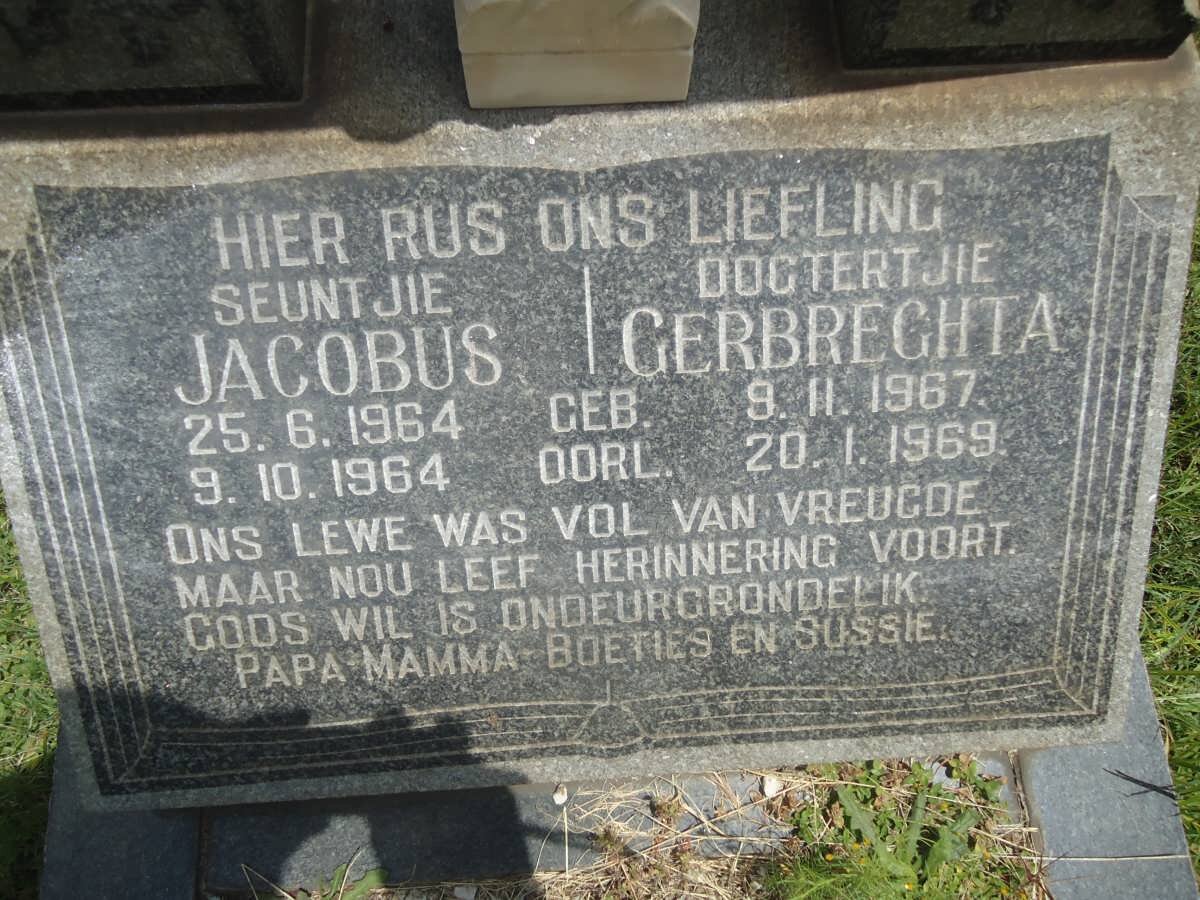 HIER RUS ONS LIEFLING
SEUNTJIE DOGTERTJIE
JACOBUS GERBRECHTA
25. 6. 1964 GEB. 9. 11. 1967.
9. 10. 1964 OORL. 20. 1. 1969.
ONS LEWE WAS VOL VAN VREUGDE
MAAR NOU LEEF HERINNERING VOORT.
GODS WIL IS ONDEURGRONDELIK.
PAPA-MAMMA-BOETIES EN SUSSIE.